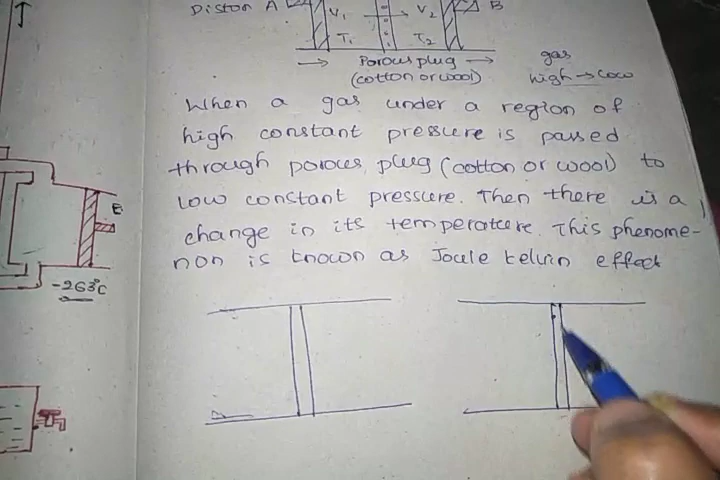 Piston A
V1
V2
B
T1
T2
Porous plug
(cotton or wool)
gas
high → low
When a gas under a region of
high constant pressure is passed
through porous plug (cotton or wool) to
low constant pressure. Then there is a
change in its temperature. This phenome-
non is known as Joule kelvin effect
B
-263°C